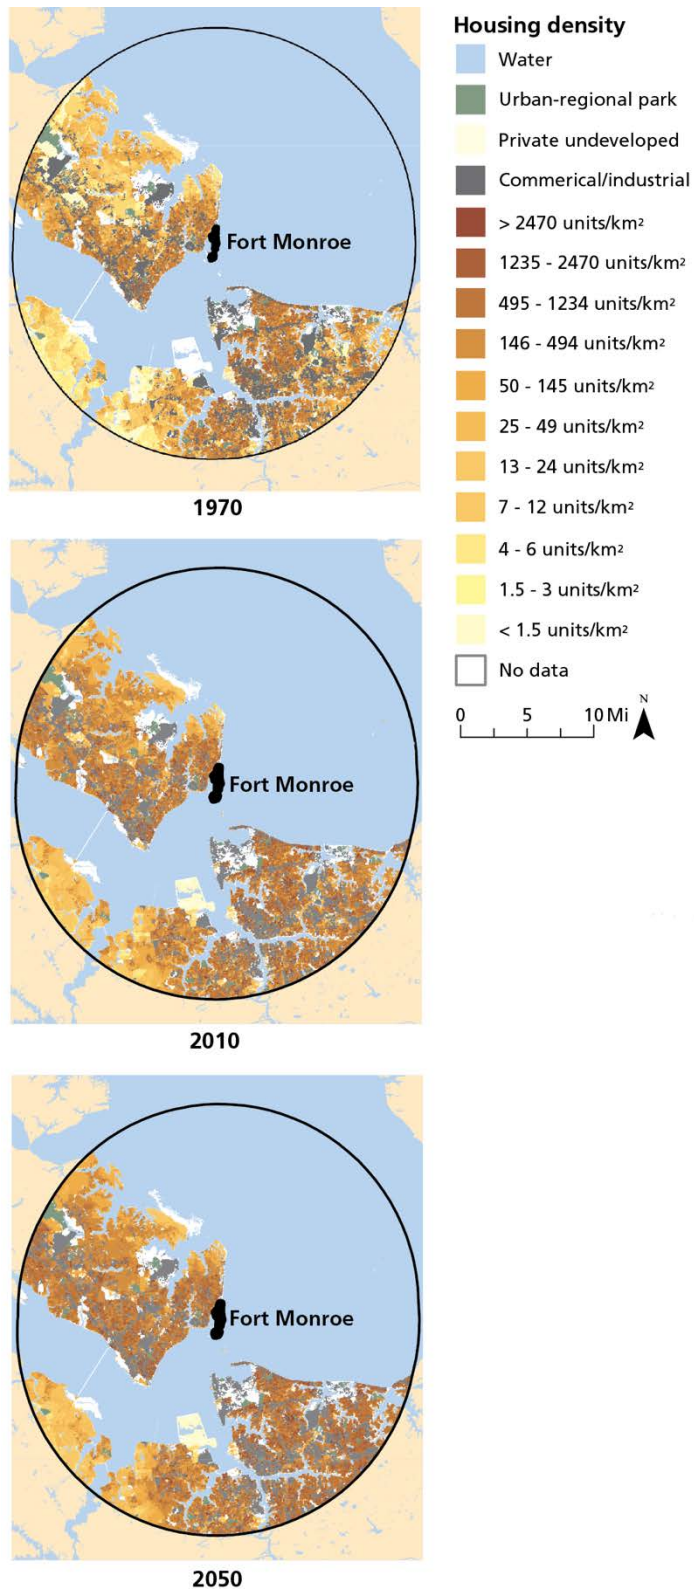 Housing density
Water
Urban-regional park
Private undeveloped
Commerical/industrial
> 2470 units/km²
1235 - 2470 units/km²
495 - 1234 units/km²
146 - 494 units/km²
50 - 145 units/km²
25 - 49 units/km²
13 - 24 units/km²
7 - 12 units/km²
4 - 6 units/km²
1.5 - 3 units/km²
< 1.5 units/km²
No data
0 5 10 Mi
N
Fort Monroe
1970
Fort Monroe
2010
Fort Monroe
2050